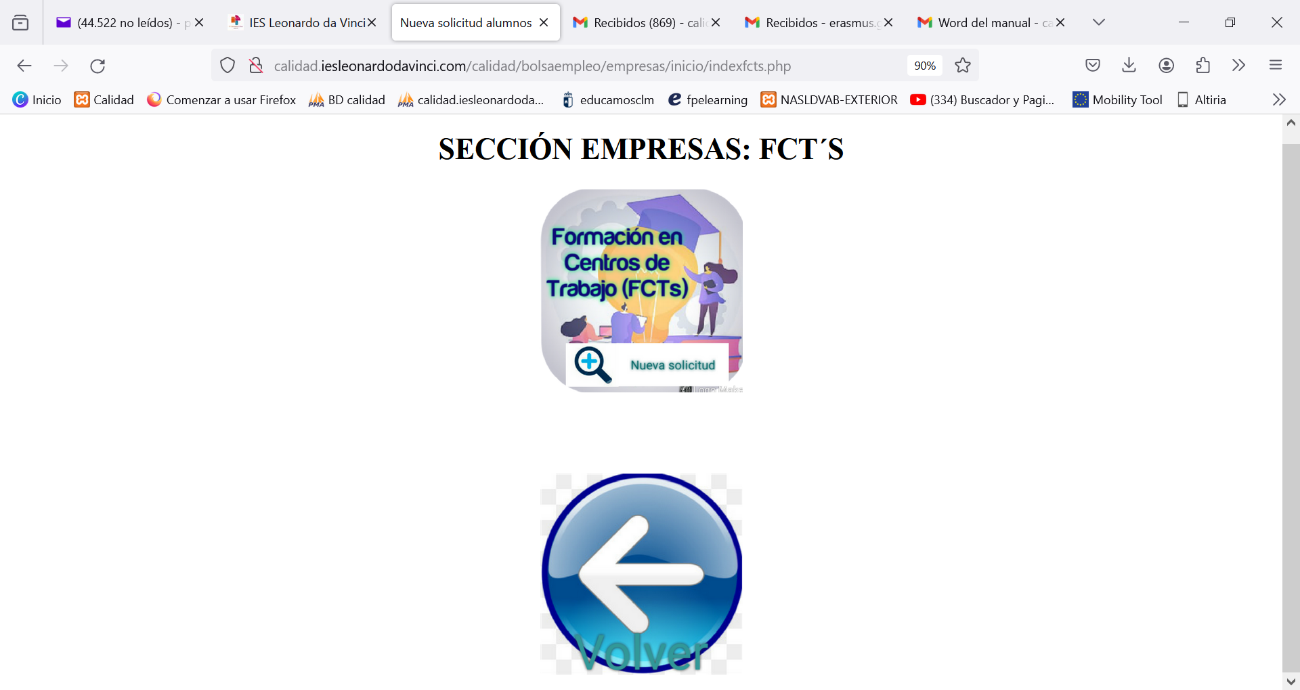 (44.522 no leídos) - p
IES Leonardo da Vinci
Nueva solicitud alumnos
Recibidos (869) - cali
Recibidos - erasmus.
Word del manual - ca
calidad.iesleonardodavinci.com/calidad/bolsaempleo/empresas/inicio/indexfcts.php
90%
Inicio
Calidad
Comenzar a usar Firefox
BD calidad
calidad.iesleonardoda...
educamosclm
fpelearning
NASLDVAB-EXTERIOR
(334) Buscador y Pagi...
Mobility Tool
Altiria
SECCIÓN EMPRESAS: FCT´S
Formación en
Centros de
Trabajo (FCTs)
Nueva solicitud
Volver